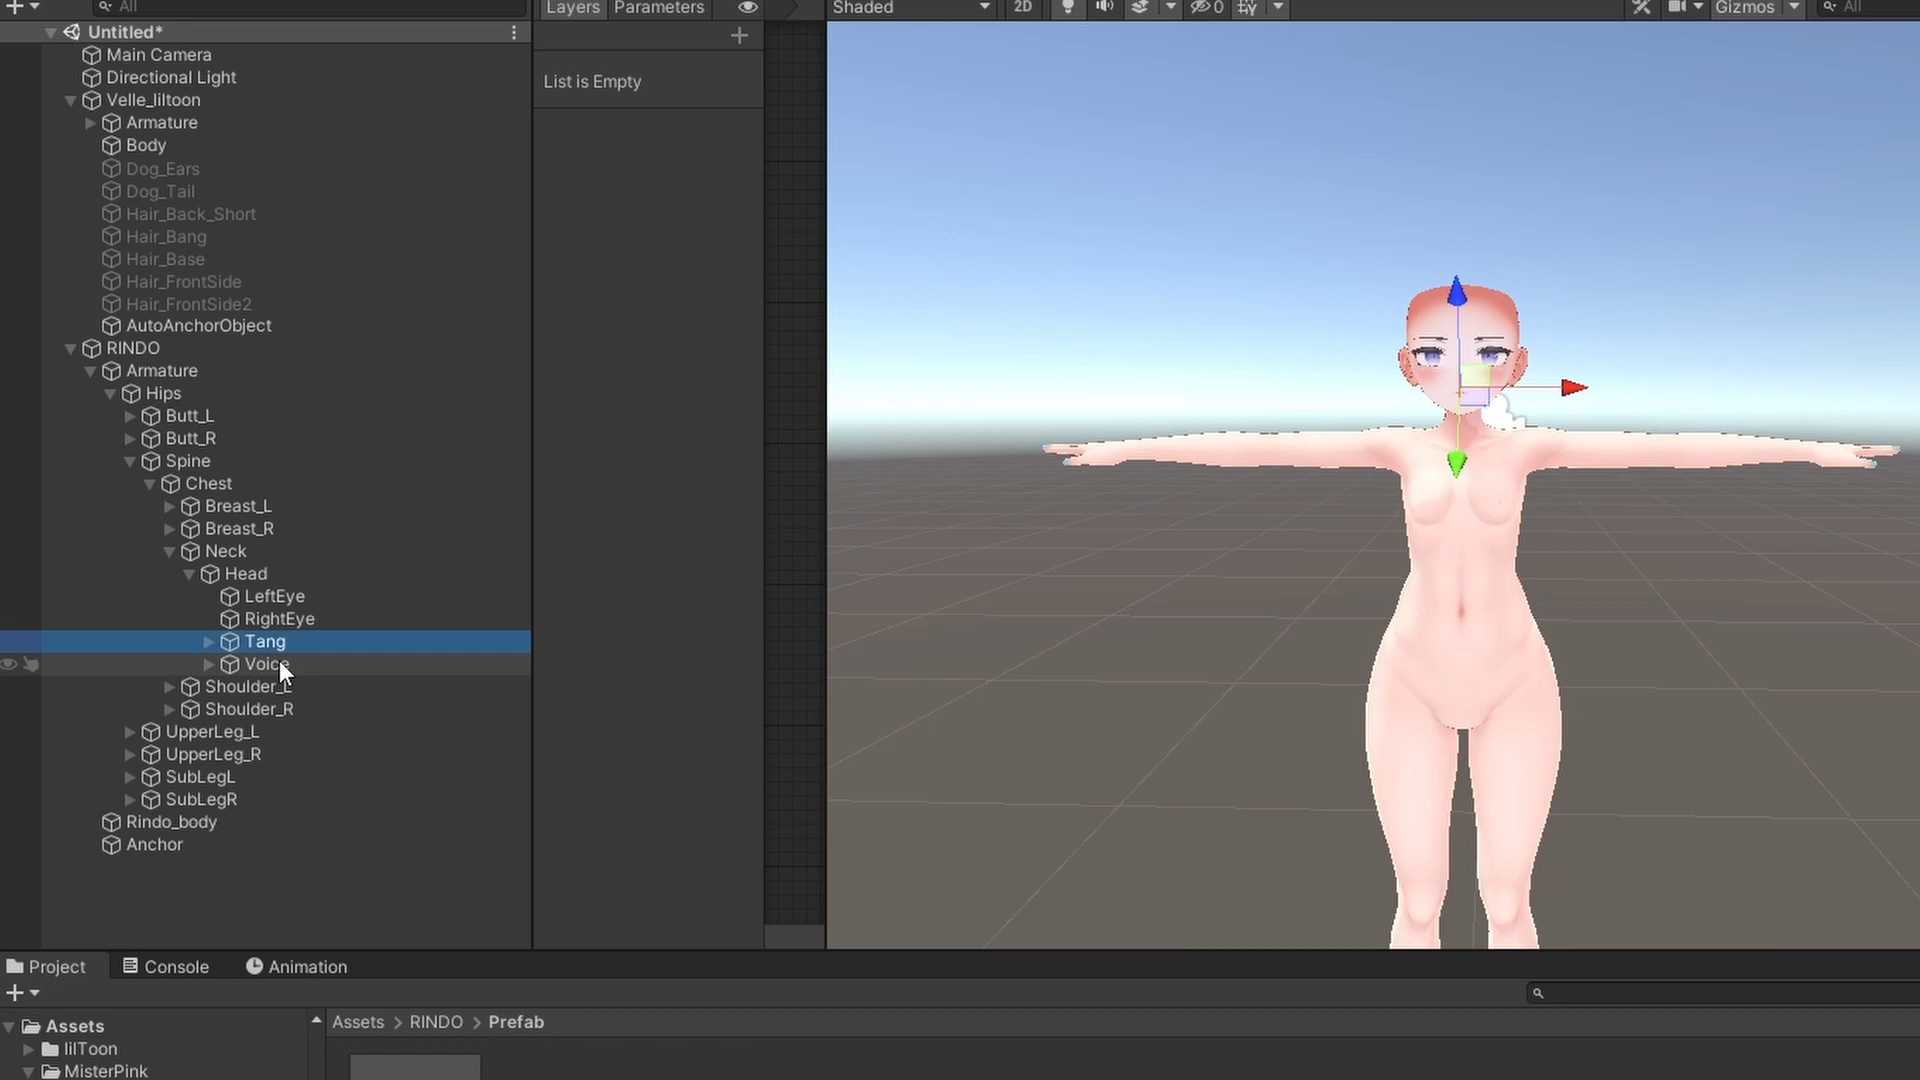 All
Layers Parameters
Shaded
2D
0
Gizmos
All
Untitled*
Main Camera
Directional Light
Velle_liltoon
Armature
Body
Dog_Ears
Dog_Tail
Hair_Back_Short
Hair_Bang
Hair_Base
Hair_FrontSide
Hair_FrontSide2
AutoAnchorObject
RINDO
Armature
Hips
Butt_L
Butt_R
Spine
Chest
Breast_L
Breast_R
Neck
Head
LeftEye
RightEye
Tang
Voice
Shoulder_L
Shoulder_R
UpperLeg_L
UpperLeg_R
SubLegL
SubLegR
Rindo_body
Anchor
List is Empty
Project Console Animation
Assets
lilToon
MisterPink
Assets > RINDO > Prefab